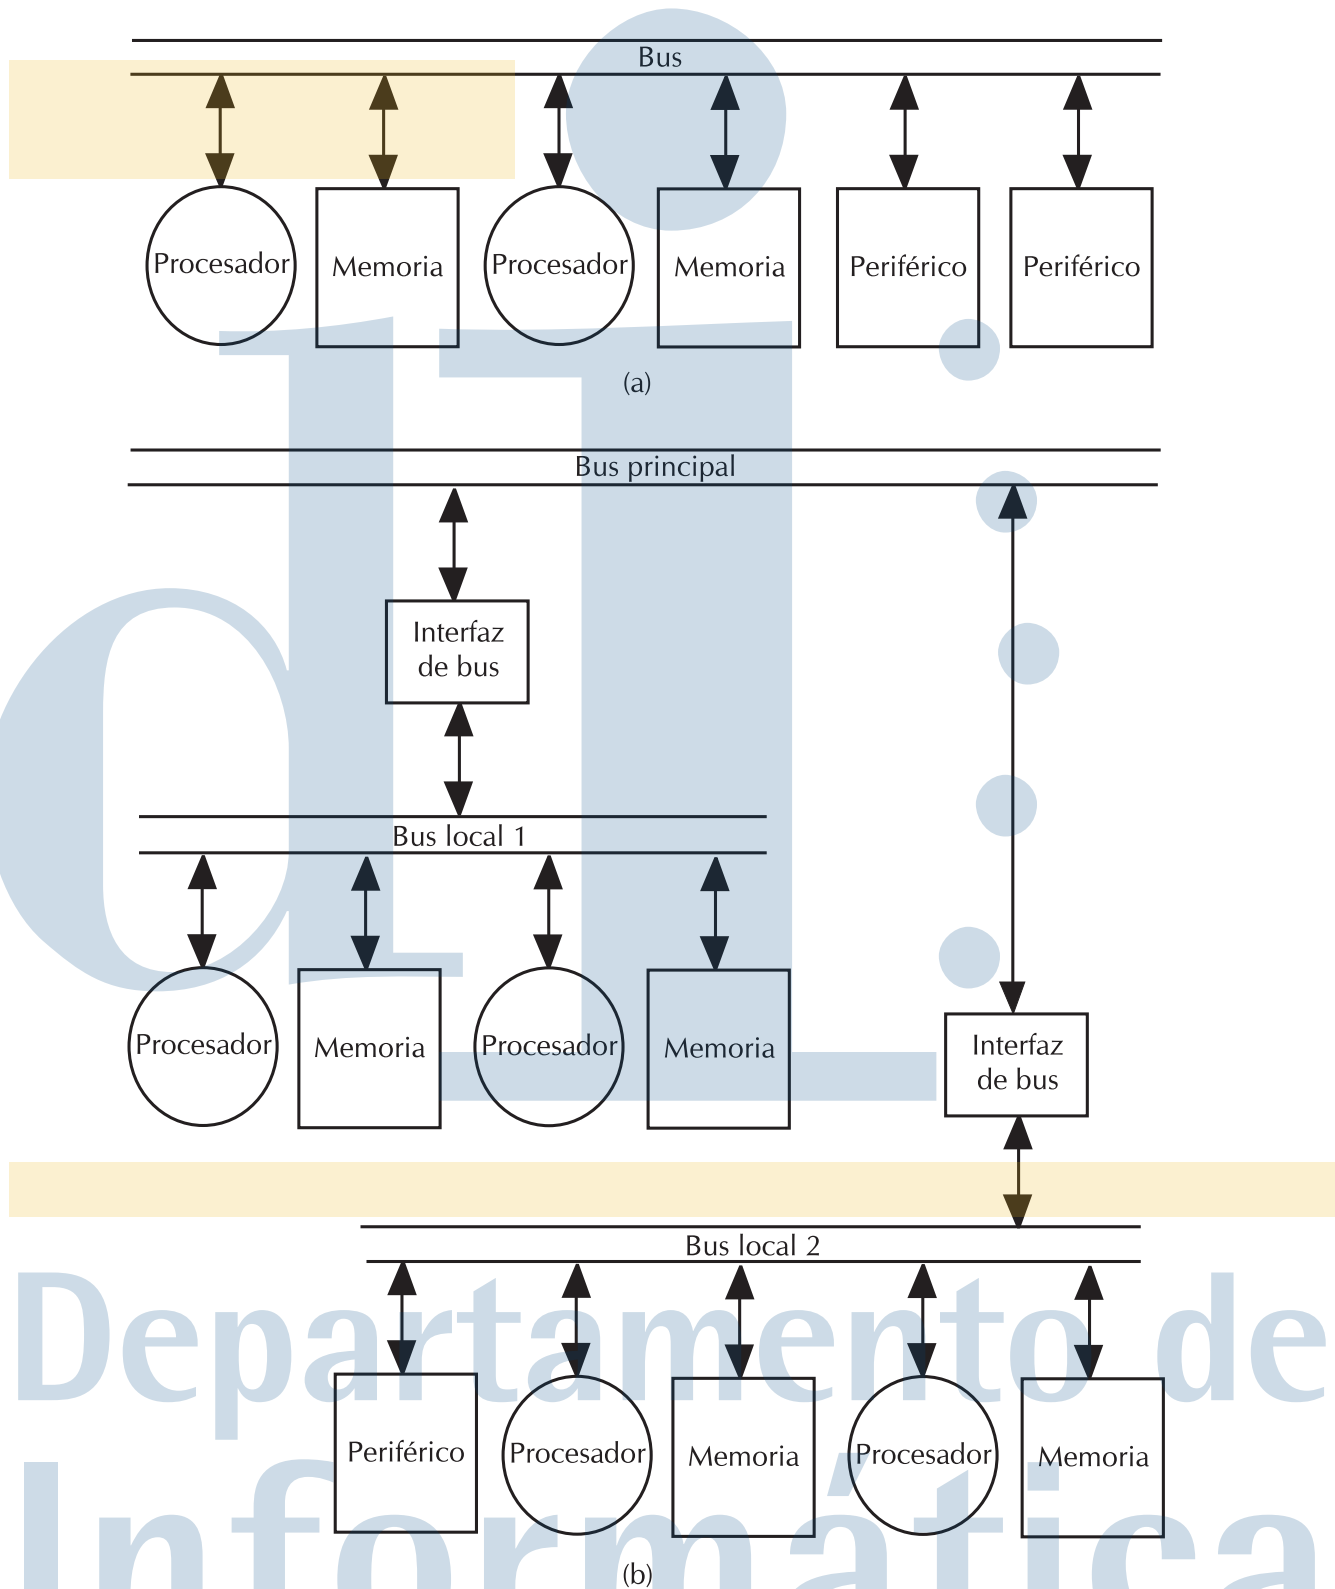 Bus
Procesador Memoria Procesador Memoria Periférico Periférico
(a)
Bus principal
Interfaz
de bus
Bus local 1
Procesador Memoria Procesador Memoria
Interfaz
de bus
Bus local 2
Periférico Procesador Memoria Procesador Memoria
(b)
di
Departamento de
Informática